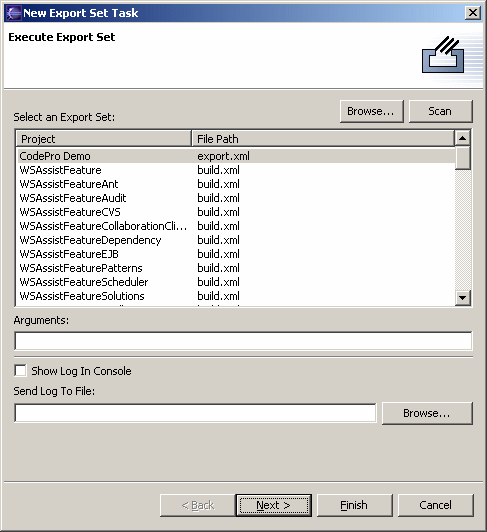 New Export Set Task
Execute Export Set
Select an Export Set:
Browse...
Scan
Project File Path
CodePro Demo export.xml
WSAssistFeature build.xml
WSAssistFeatureAnt build.xml
WSAssistFeatureAudit build.xml
WSAssistFeatureCVS build.xml
WSAssistFeatureCollaborationCli... build.xml
WSAssistFeatureDependency build.xml
WSAssistFeatureEJB build.xml
WSAssistFeaturePatterns build.xml
WSAssistFeatureScheduler build.xml
WSAssistFeatureSolutions build.xml
Arguments:
Show Log In Console
Send Log To File:
Browse...
< Back Next > Finish Cancel